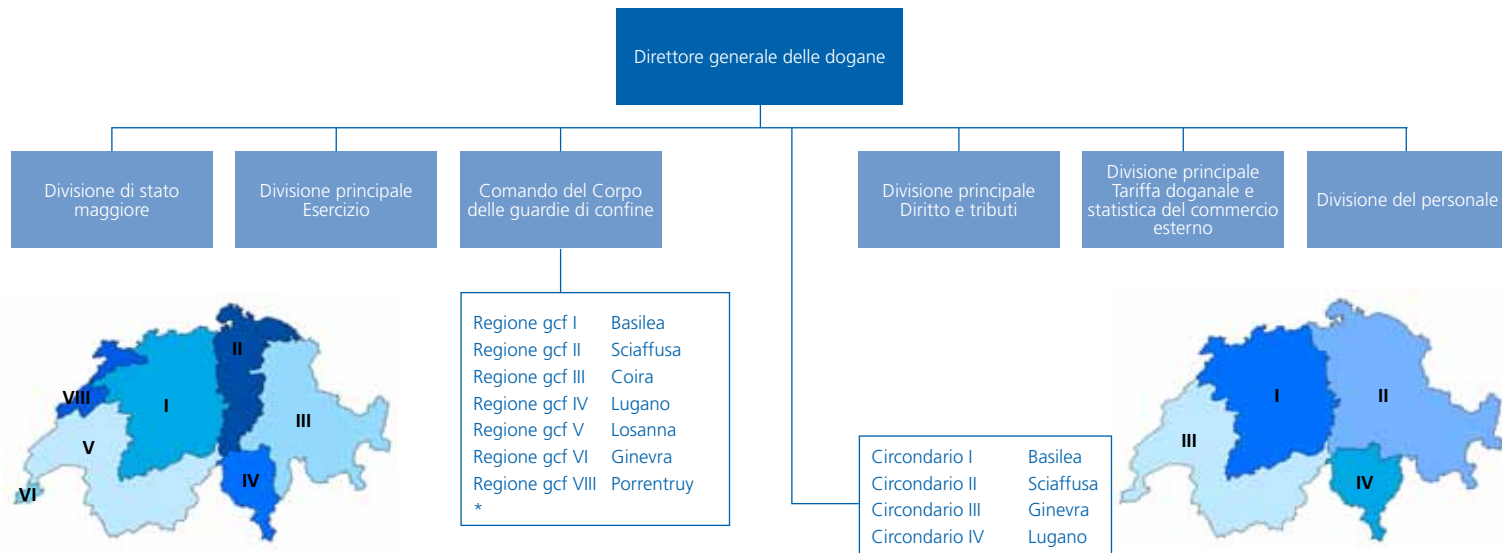 Direttore generale delle dogane
Divisione di stato
maggiore
Divisione principale
Esercizio
Comando del Corpo
delle guardie di confine
Divisione principale
Diritto e tributi
Divisione principale
Tariffa doganale e
statistica del commercio
esterno
Divisione del personale
I
II
III
IV
V
VI
VIII
Regione gcf I Basilea
Regione gcf II Sciaffusa
Regione gcf III Coira
Regione gcf IV Lugano
Regione gcf V Losanna
Regione gcf VI Ginevra
Regione gcf VIII Porrentruy
*
Circondario I Basilea
Circondario II Sciaffusa
Circondario III Ginevra
Circondario IV Lugano
I
II
III
IV